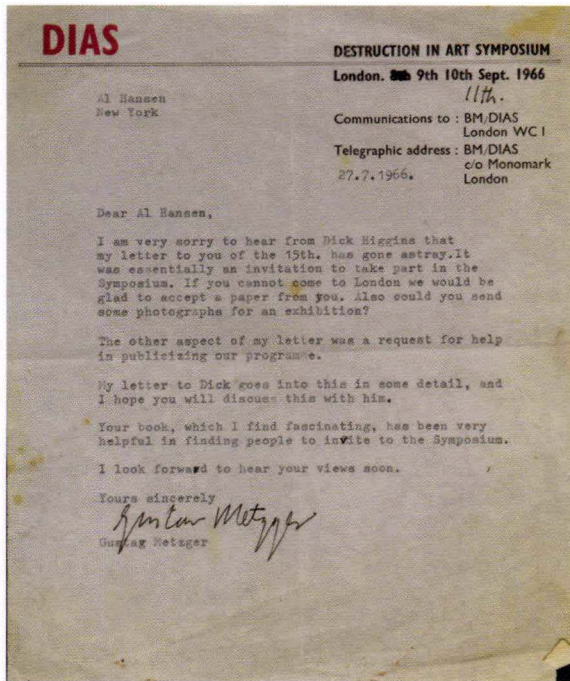 DIAS
DESTRUCTION IN ART SYMPOSIUM
London. 9th 10th Sept. 1966
11th.
Al Hansen
New York
Communications to : BM/DIAS
London WC I
Telegraphic address : BM/DIAS
c/o Monomark
London
27.7.1966.
Dear Al Hansen,
I am very sorry to hear from Dick Higgins that
my letter to you of the 15th. has gone astray.It
was essentially an invitation to take part in the
Symposium. If you cannot come to London we would be
glad to accept a paper from you. Also could you send
some photographs for an exhibition?
The other aspect of my letter was a request for help
in publicizing our programme.
My letter to Dick goes into this in some detail, and
I hope you will discuss this with him.
Your book, which I find fascinating, has been very
helpful in finding people to invite to the Symposium.
I look forward to hear your views soon.
Yours sincerely
Gustav Metzger
Gustag Metzger